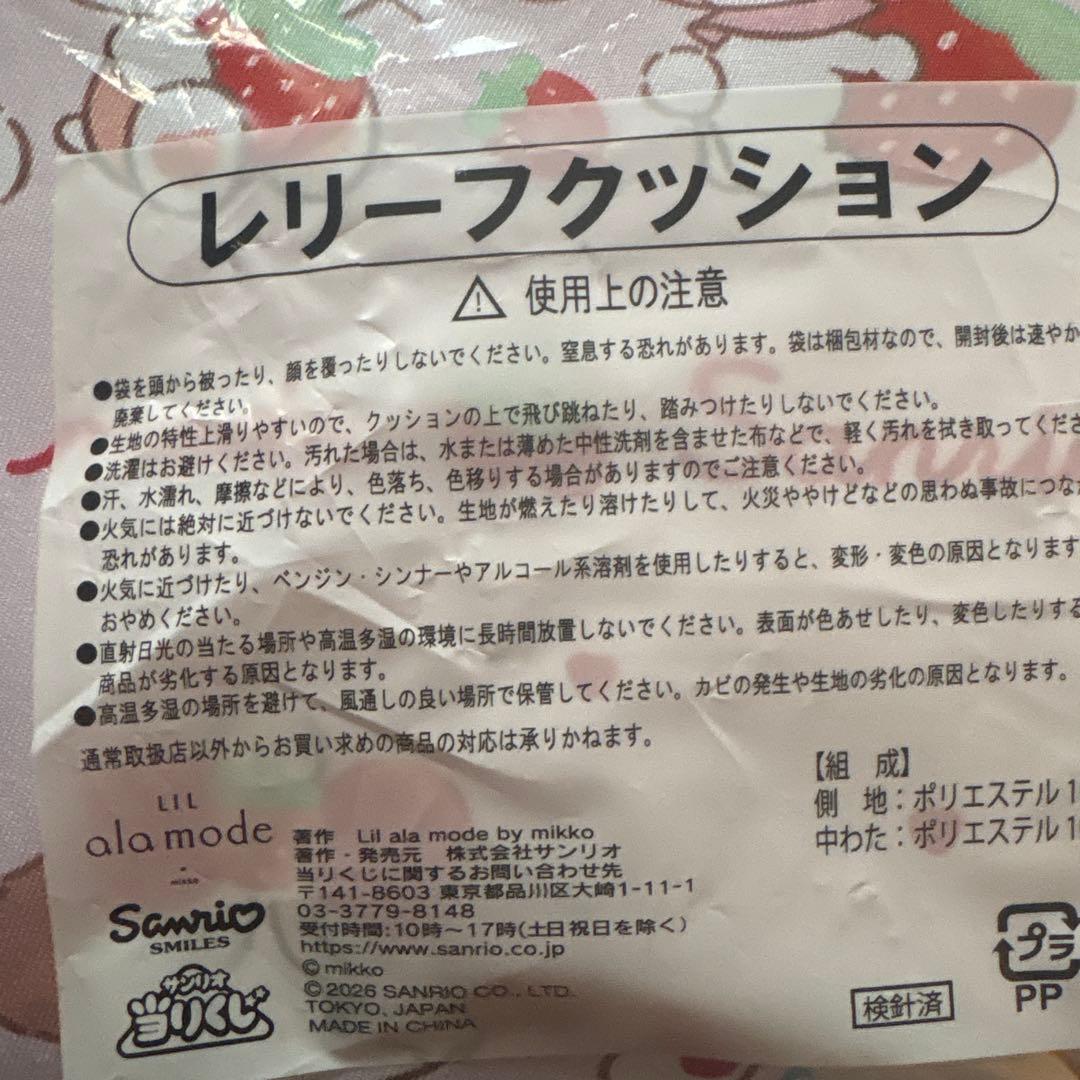 レリーフクッション
使用上の注意
●袋を頭から被ったり、顔を覆ったりしないでください。窒息する恐れがあります。袋は梱包材なので、開封後は速やか
廃棄してください。
●生地の特性上滑りやすいので、クッションの上で飛び跳ねたり、踏みつけたりしないでください。
●洗濯はお避けください。汚れた場合は、水または薄めた中性洗剤を含ませた布などで、軽く汚れを拭き取ってくださ
●汗、水濡れ、摩擦などにより、色落ち、色移りする場合がありますのでご注意ください。
●火気には絶対に近づけないでください。生地が燃えたり溶けたりして、火災ややけどなどの思わぬ事故につなが
恐れがあります。
●火気に近づけたり、ベンジン・シンナーやアルコール系溶剤を使用したりすると、変形・変色の原因となります
おやめください。
●直射日光の当たる場所や高温多湿の環境に長時間放置しないでください。表面が色あせしたり、変色したりする
商品が劣化する原因となります。
●高温多湿の場所を避けて、風通しの良い場所で保管してください。カビの発生や生地の劣化の原因となります。
通常取扱店以外からお買い求めの商品の対応は承りかねます。
【組 成】
側 地:ポリエステル1
中わた:ポリエステル1
LIL
ala mode
mikko
Sanrio
SMILES
サンリオ
当りくじ
著作 Lil ala mode by mikko
著作・発売元 株式会社サンリオ
当りくじに関するお問い合わせ先
〒141-8603 東京都品川区大崎1-11-1
03-3779-8148
受付時間:10時〜17時(土日祝日を除く)
https://www.sanrio.co.jp
© mikko
© 2026 SANRIO CO., LTD.
TOKYO, JAPAN
MADE IN CHINA
検針済
プラ
PP